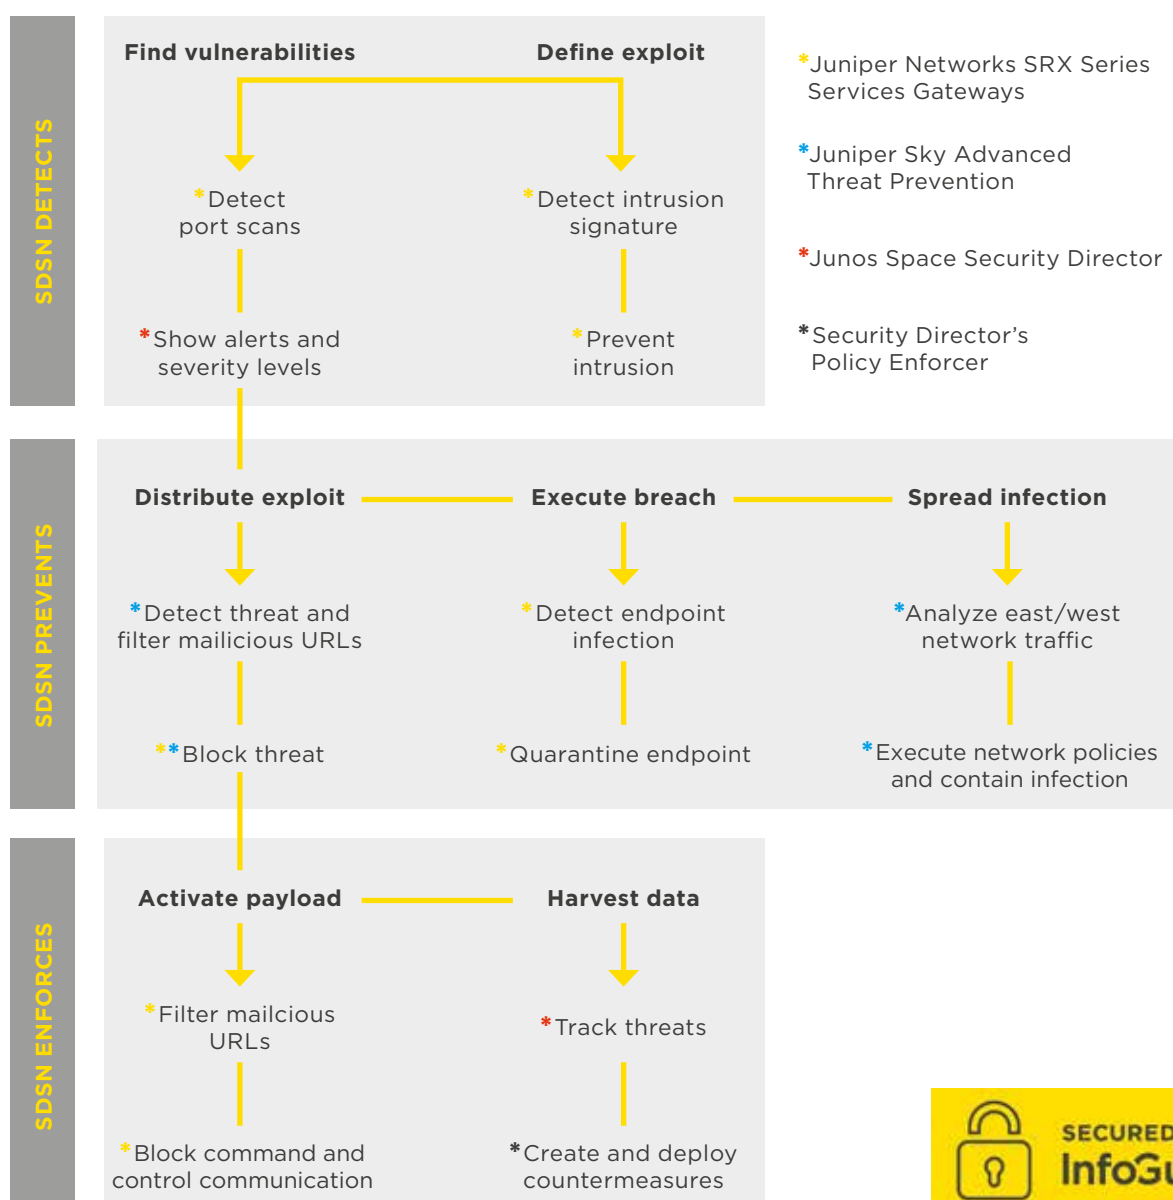 SDSN DETECTS
Find vulnerabilities
Define exploit
*Detect
port scans
*Detect intrusion
signature
*Show alerts and
severity levels
*Prevent
intrusion
*Juniper Networks SRX Series
Services Gateways
*Juniper Sky Advanced
Threat Prevention
*Junos Space Security Director
*Security Director's
Policy Enforcer
SDSN PREVENTS
Distribute exploit
Execute breach
Spread infection
*Detect threat and
filter mailicious URLs
*Detect endpoint
infection
*Analyze east/west
network traffic
**Block threat
*Quarantine endpoint
*Execute network policies
and contain infection
SDSN ENFORCES
Activate payload
Harvest data
*Filter mailcious
URLs
*Track threats
*Block command and
control communication
*Create and deploy
countermeasures
SECURED